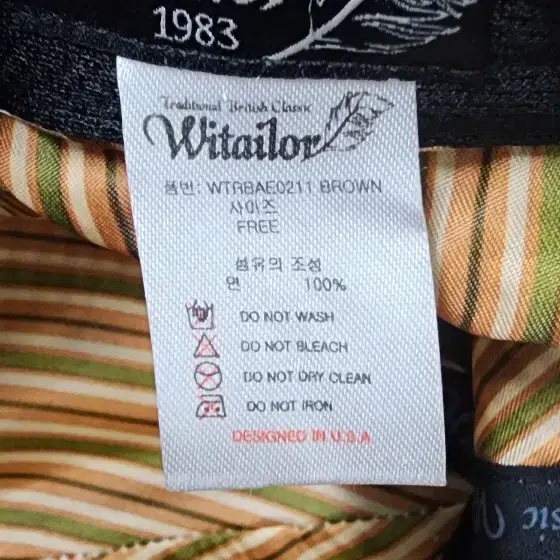 1983
Traditional British Classic
Witailor
품번: WTRBAE0211 BROWN
사이즈
FREE
섬유의 조성
면 100%
DO NOT WASH
DO NOT BLEACH
DO NOT DRY CLEAN
DO NOT IRON
DESIGNED IN U.S.A